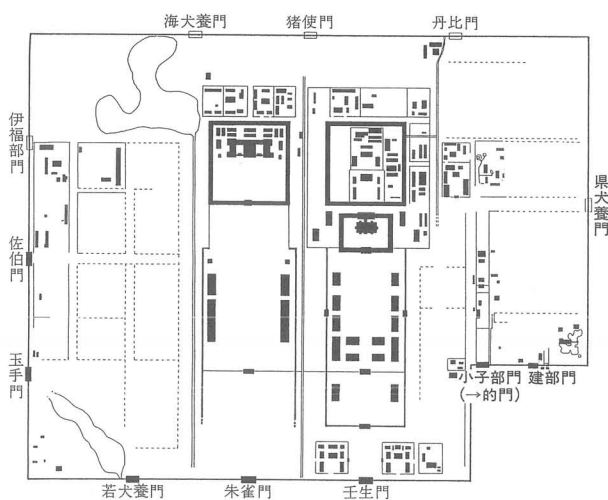 海犬養門
猪使門
丹比門
伊福部門
佐伯門
玉手門
県犬養門
小子部門
(→的門)
建部門
若犬養門
朱雀門
壬生門